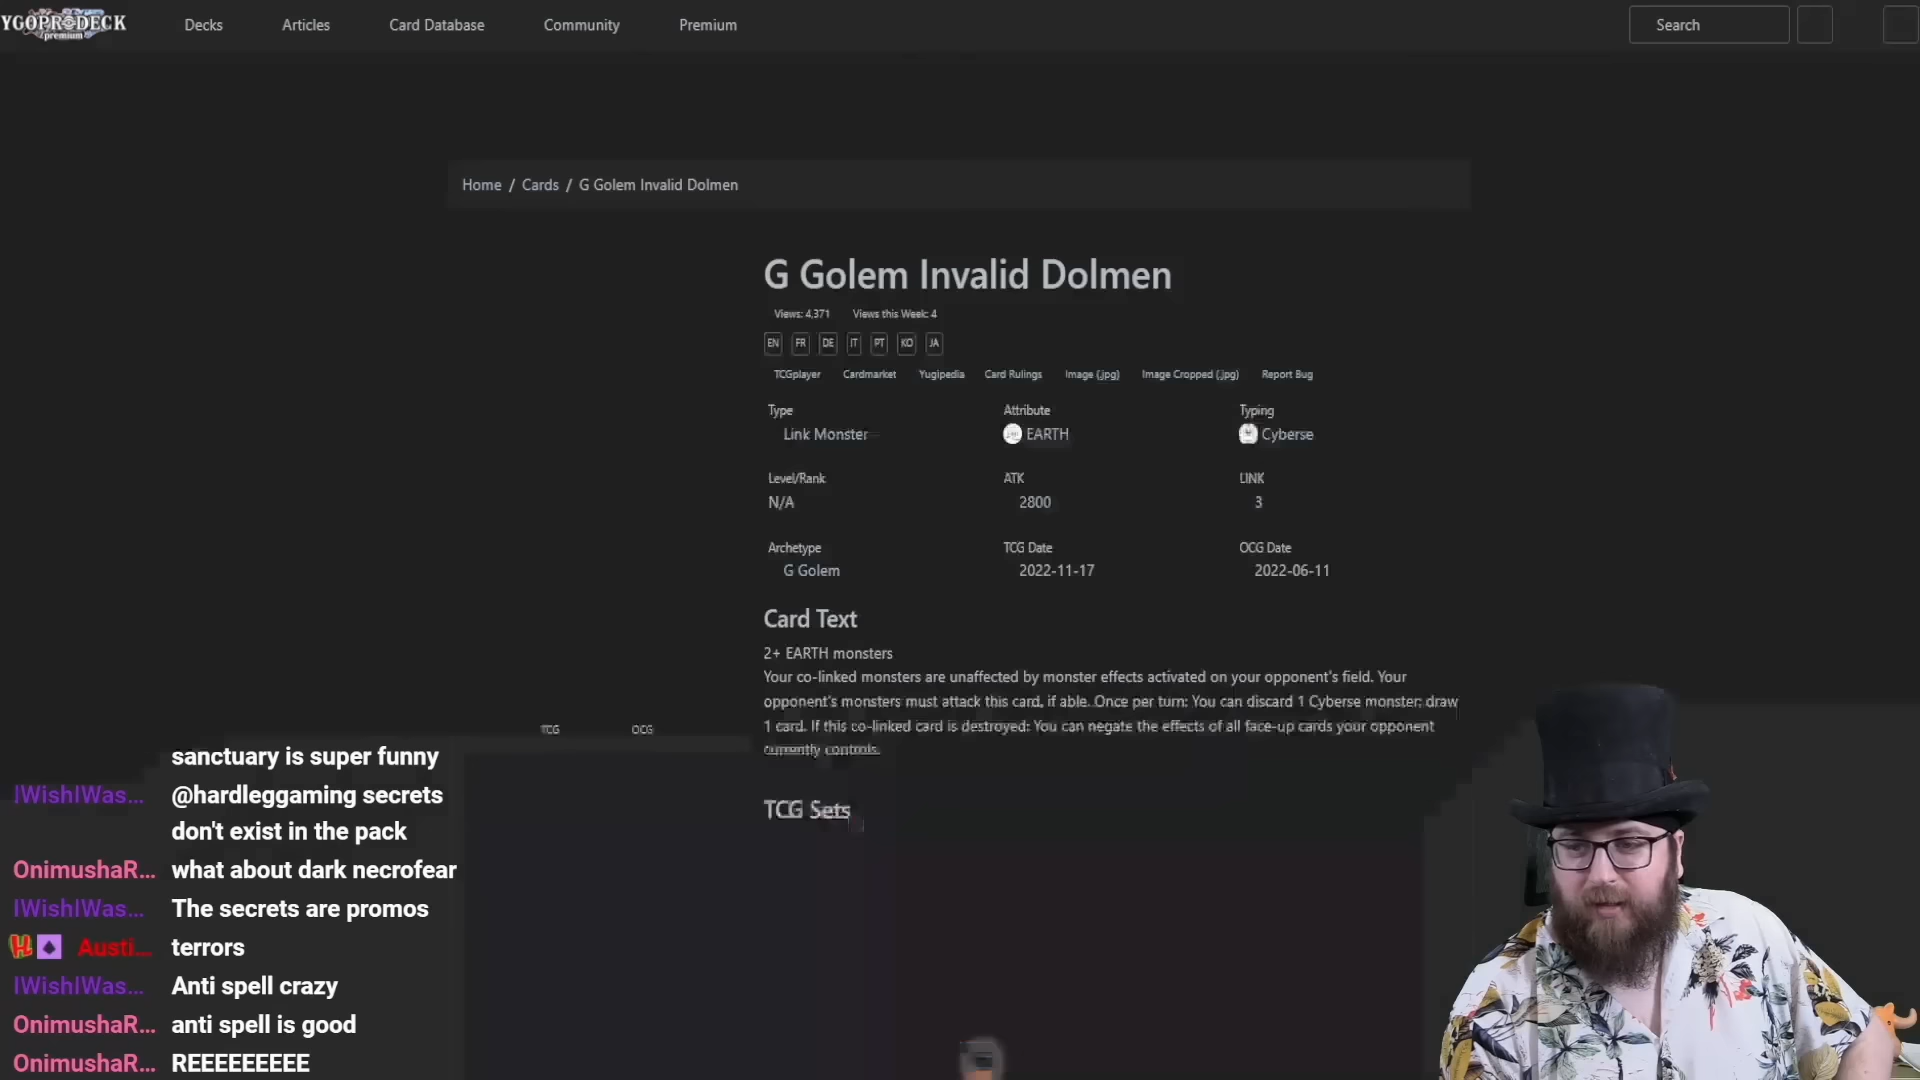 YGOPRODECK
premium
Decks
Articles
Card Database
Community
Premium
Search
Home / Cards / G Golem Invalid Dolmen
G Golem Invalid Dolmen
Views: 4,371
Views this Week: 4
EN FR DE IT PT KO JA
TCGplayer
Cardmarket
Yugipedia
Card Rulings
Image (.jpg)
Image Cropped (.jpg)
Report Bug
Type
Attribute
Typing
Link Monster
EARTH
Cyberse
Level/Rank
ATK
LINK
N/A
2800
3
Archetype
TCG Date
OCG Date
G Golem
2022-11-17
2022-06-11
Card Text
2+ EARTH monsters
Your co-linked monsters are unaffected by monster effects activated on your opponent's field. Your
opponent's monsters must attack this card, if able. Once per turn: You can discard 1 Cyberse monster; draw
1 card. If this co-linked card is destroyed: You can negate the effects of all face-up cards your opponent
currently controls.
TCG
OCG
TCG Sets
sanctuary is super funny
IWishIWas... @hardleggaming secrets
don't exist in the pack
OnimushaR... what about dark necrofear
IWishIWas... The secrets are promos
Austi... terrors
IWishIWas... Anti spell crazy
OnimushaR... anti spell is good
OnimushaR... REEEEEEEEE